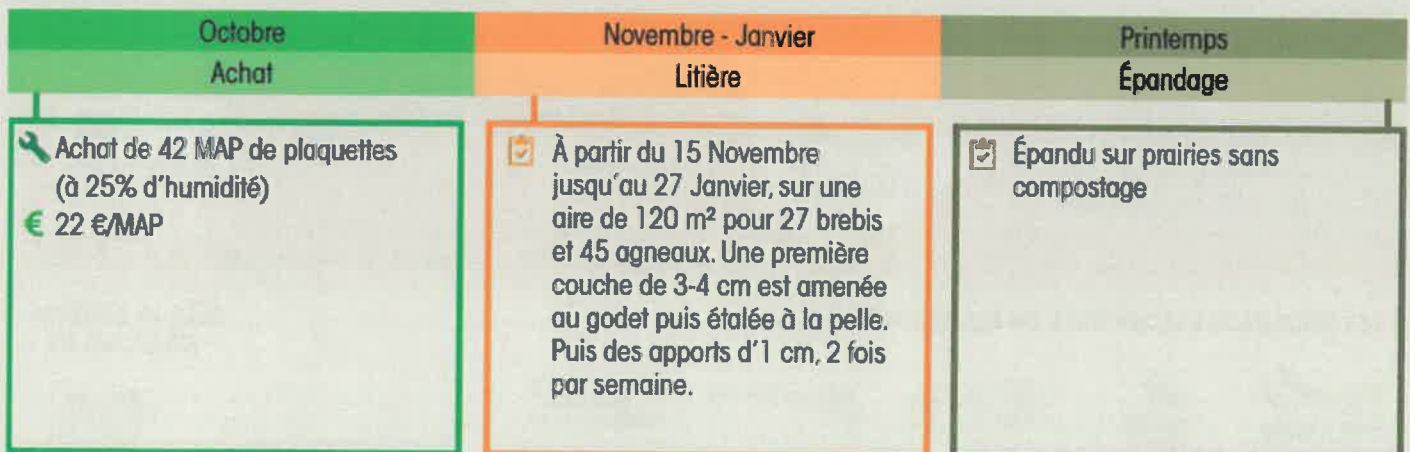 Octobre
Achat
Novembre - Janvier
Litière
Printemps
Épandage
Achat de 42 MAP de plaquettes
(à 25% d'humidité)
€ 22 €/MAP
À partir du 15 Novembre
jusqu'au 27 Janvier, sur une
aire de 120 m² pour 27 brebis
et 45 agneaux. Une première
couche de 3-4 cm est amenée
au godet puis étalée à la pelle.
Puis des apports d'1 cm, 2 fois
par semaine.
Épandu sur prairies sans
compostage